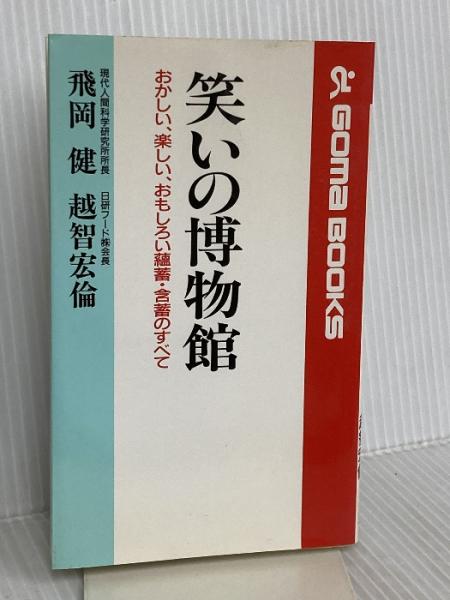 GOMA BOOKS
笑いの博物館
おかしい、楽しい、おもしろい蘊蓄・含蓄のすべて
現代人間科学研究所所長
飛岡 健
日研フード㈱会長
越智宏倫